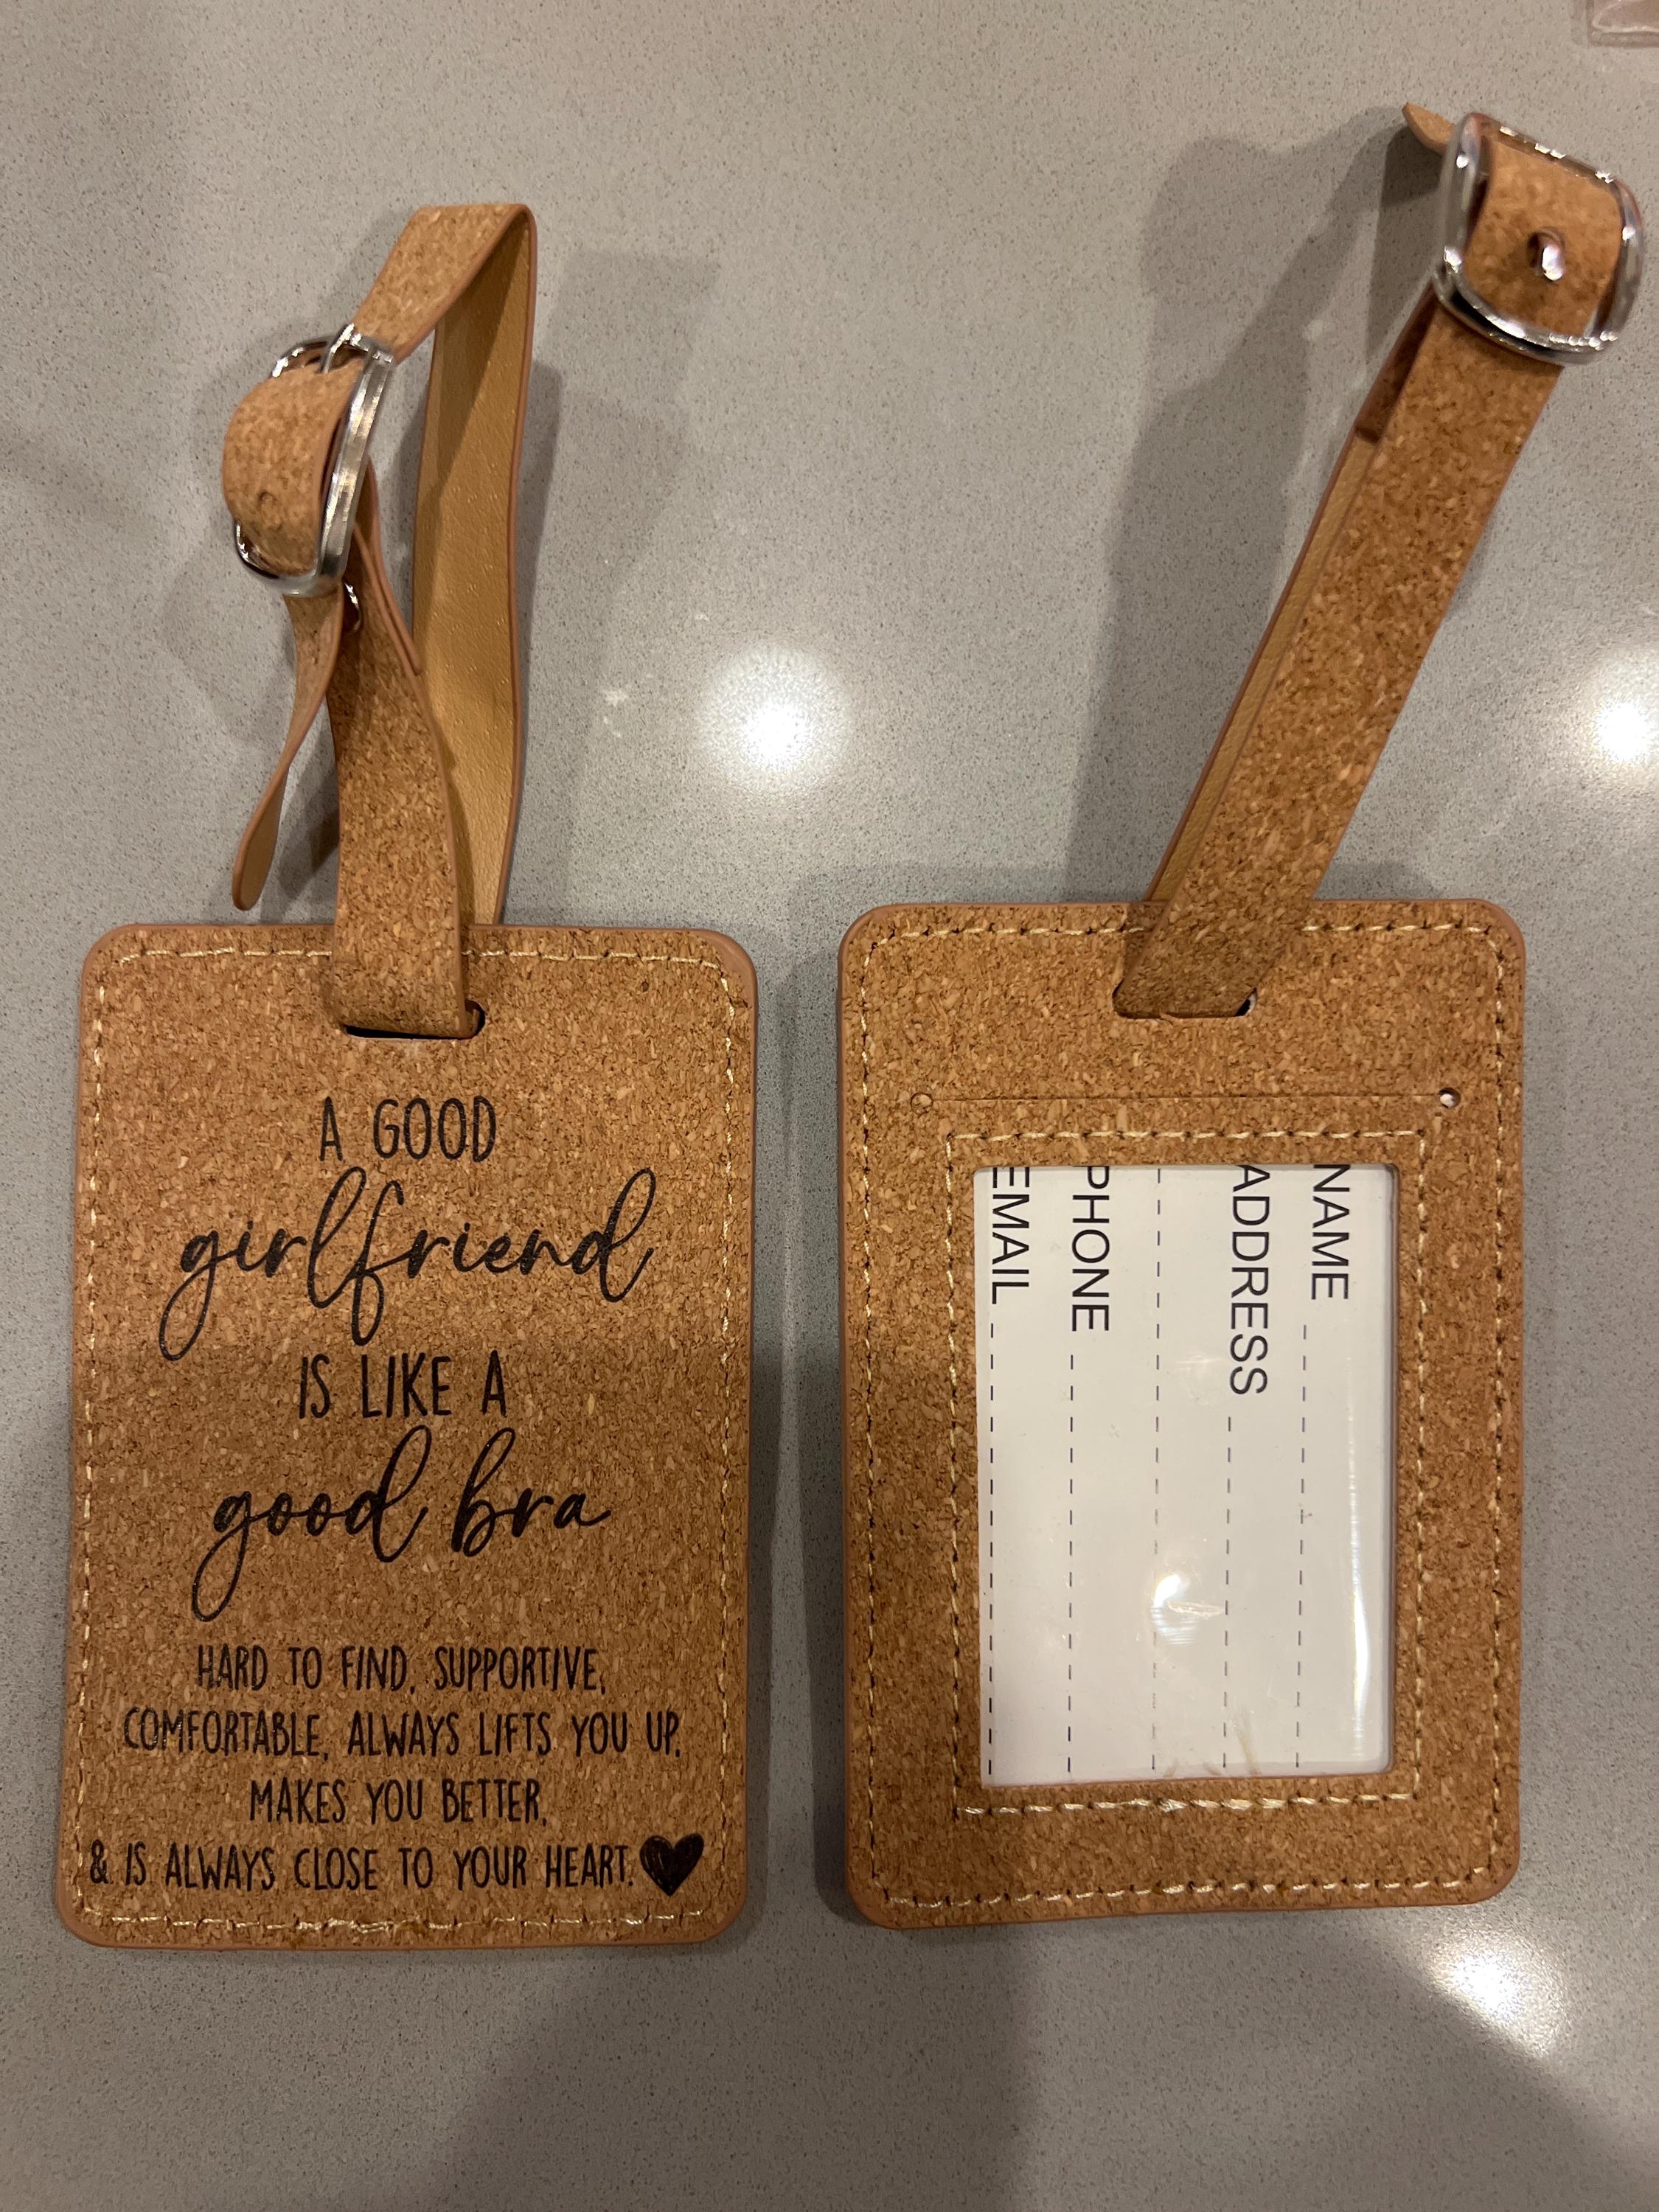 A GOOD
girlfriend
IS LIKE A
good bra
HARD TO FIND, SUPPORTIVE,
COMFORTABLE, ALWAYS LIFTS YOU UP,
MAKES YOU BETTER,
& IS ALWAYS CLOSE TO YOUR HEART.
NAME
ADDRESS
PHONE
EMAIL